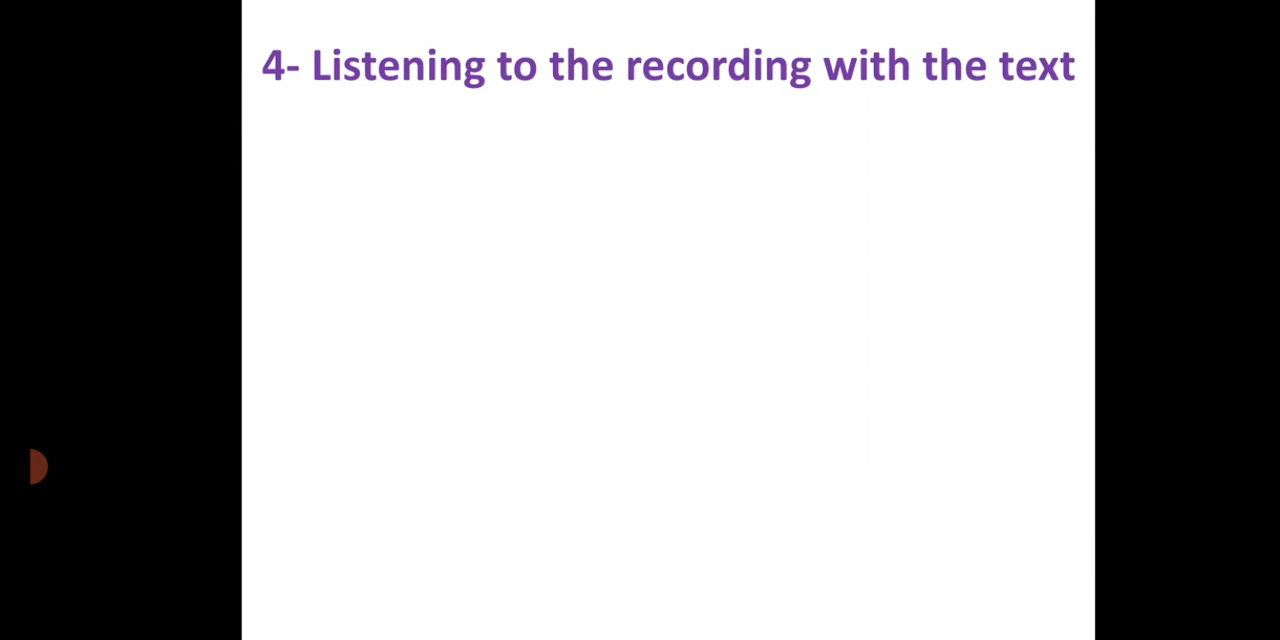 4- Listening to the recording with the text